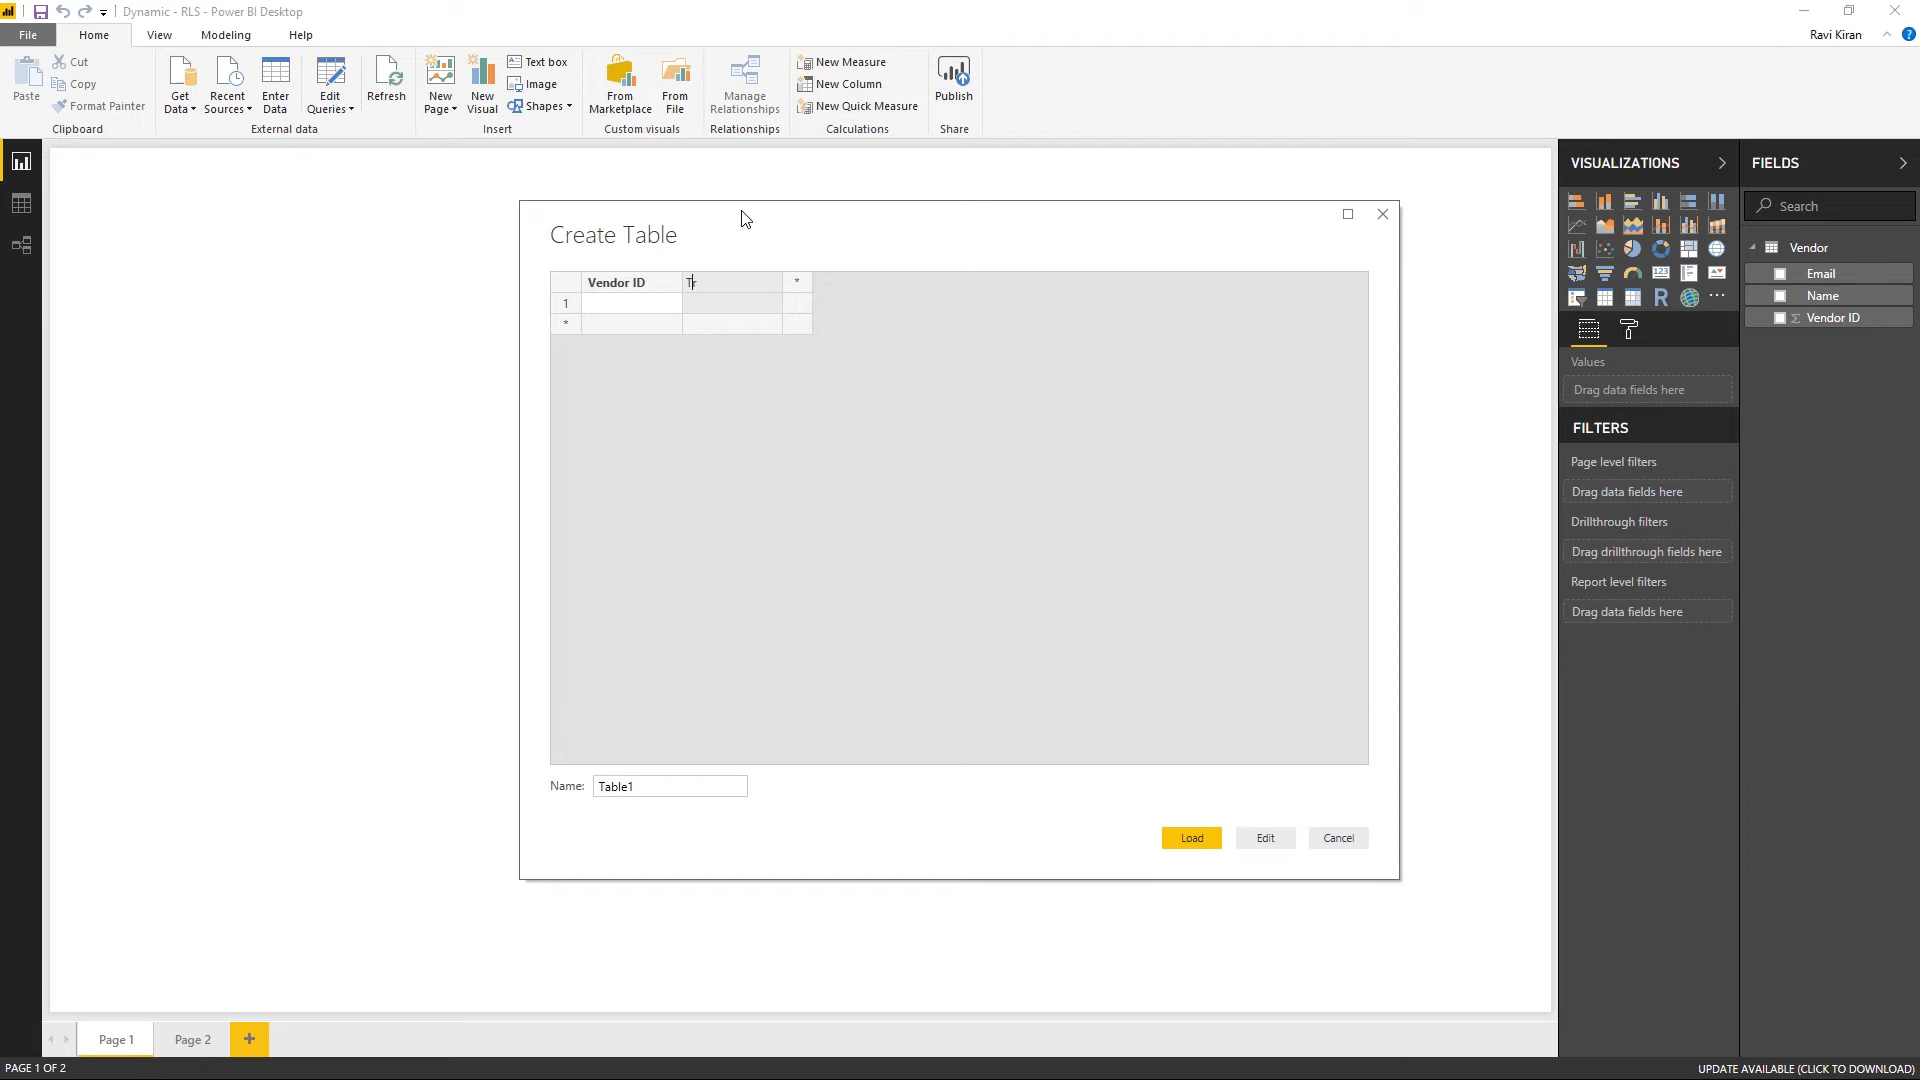 Dynamic - RLS - Power BI Desktop
File Home View Modeling Help
Ravi Kiran ?
Paste
Cut
Copy
Format Painter
Clipboard
Get Data
Recent Sources
Enter Data
Edit Queries
Refresh
External data
New Page
New Visual
Text box
Image
Shapes
Insert
From Marketplace
From File
Custom visuals
Manage Relationships
Relationships
New Measure
New Column
New Quick Measure
Calculations
Publish
Share
Create Table
Vendor ID Tr *
1
*
Name: Table1
Load Edit Cancel
VISUALIZATIONS
123
R
...
Values
Drag data fields here
FILTERS
Page level filters
Drag data fields here
Drillthrough filters
Drag drillthrough fields here
Report level filters
Drag data fields here
FIELDS
Search
Vendor
Email
Name
Σ Vendor ID
Page 1 Page 2 +
PAGE 1 OF 2
UPDATE AVAILABLE (CLICK TO DOWNLOAD)